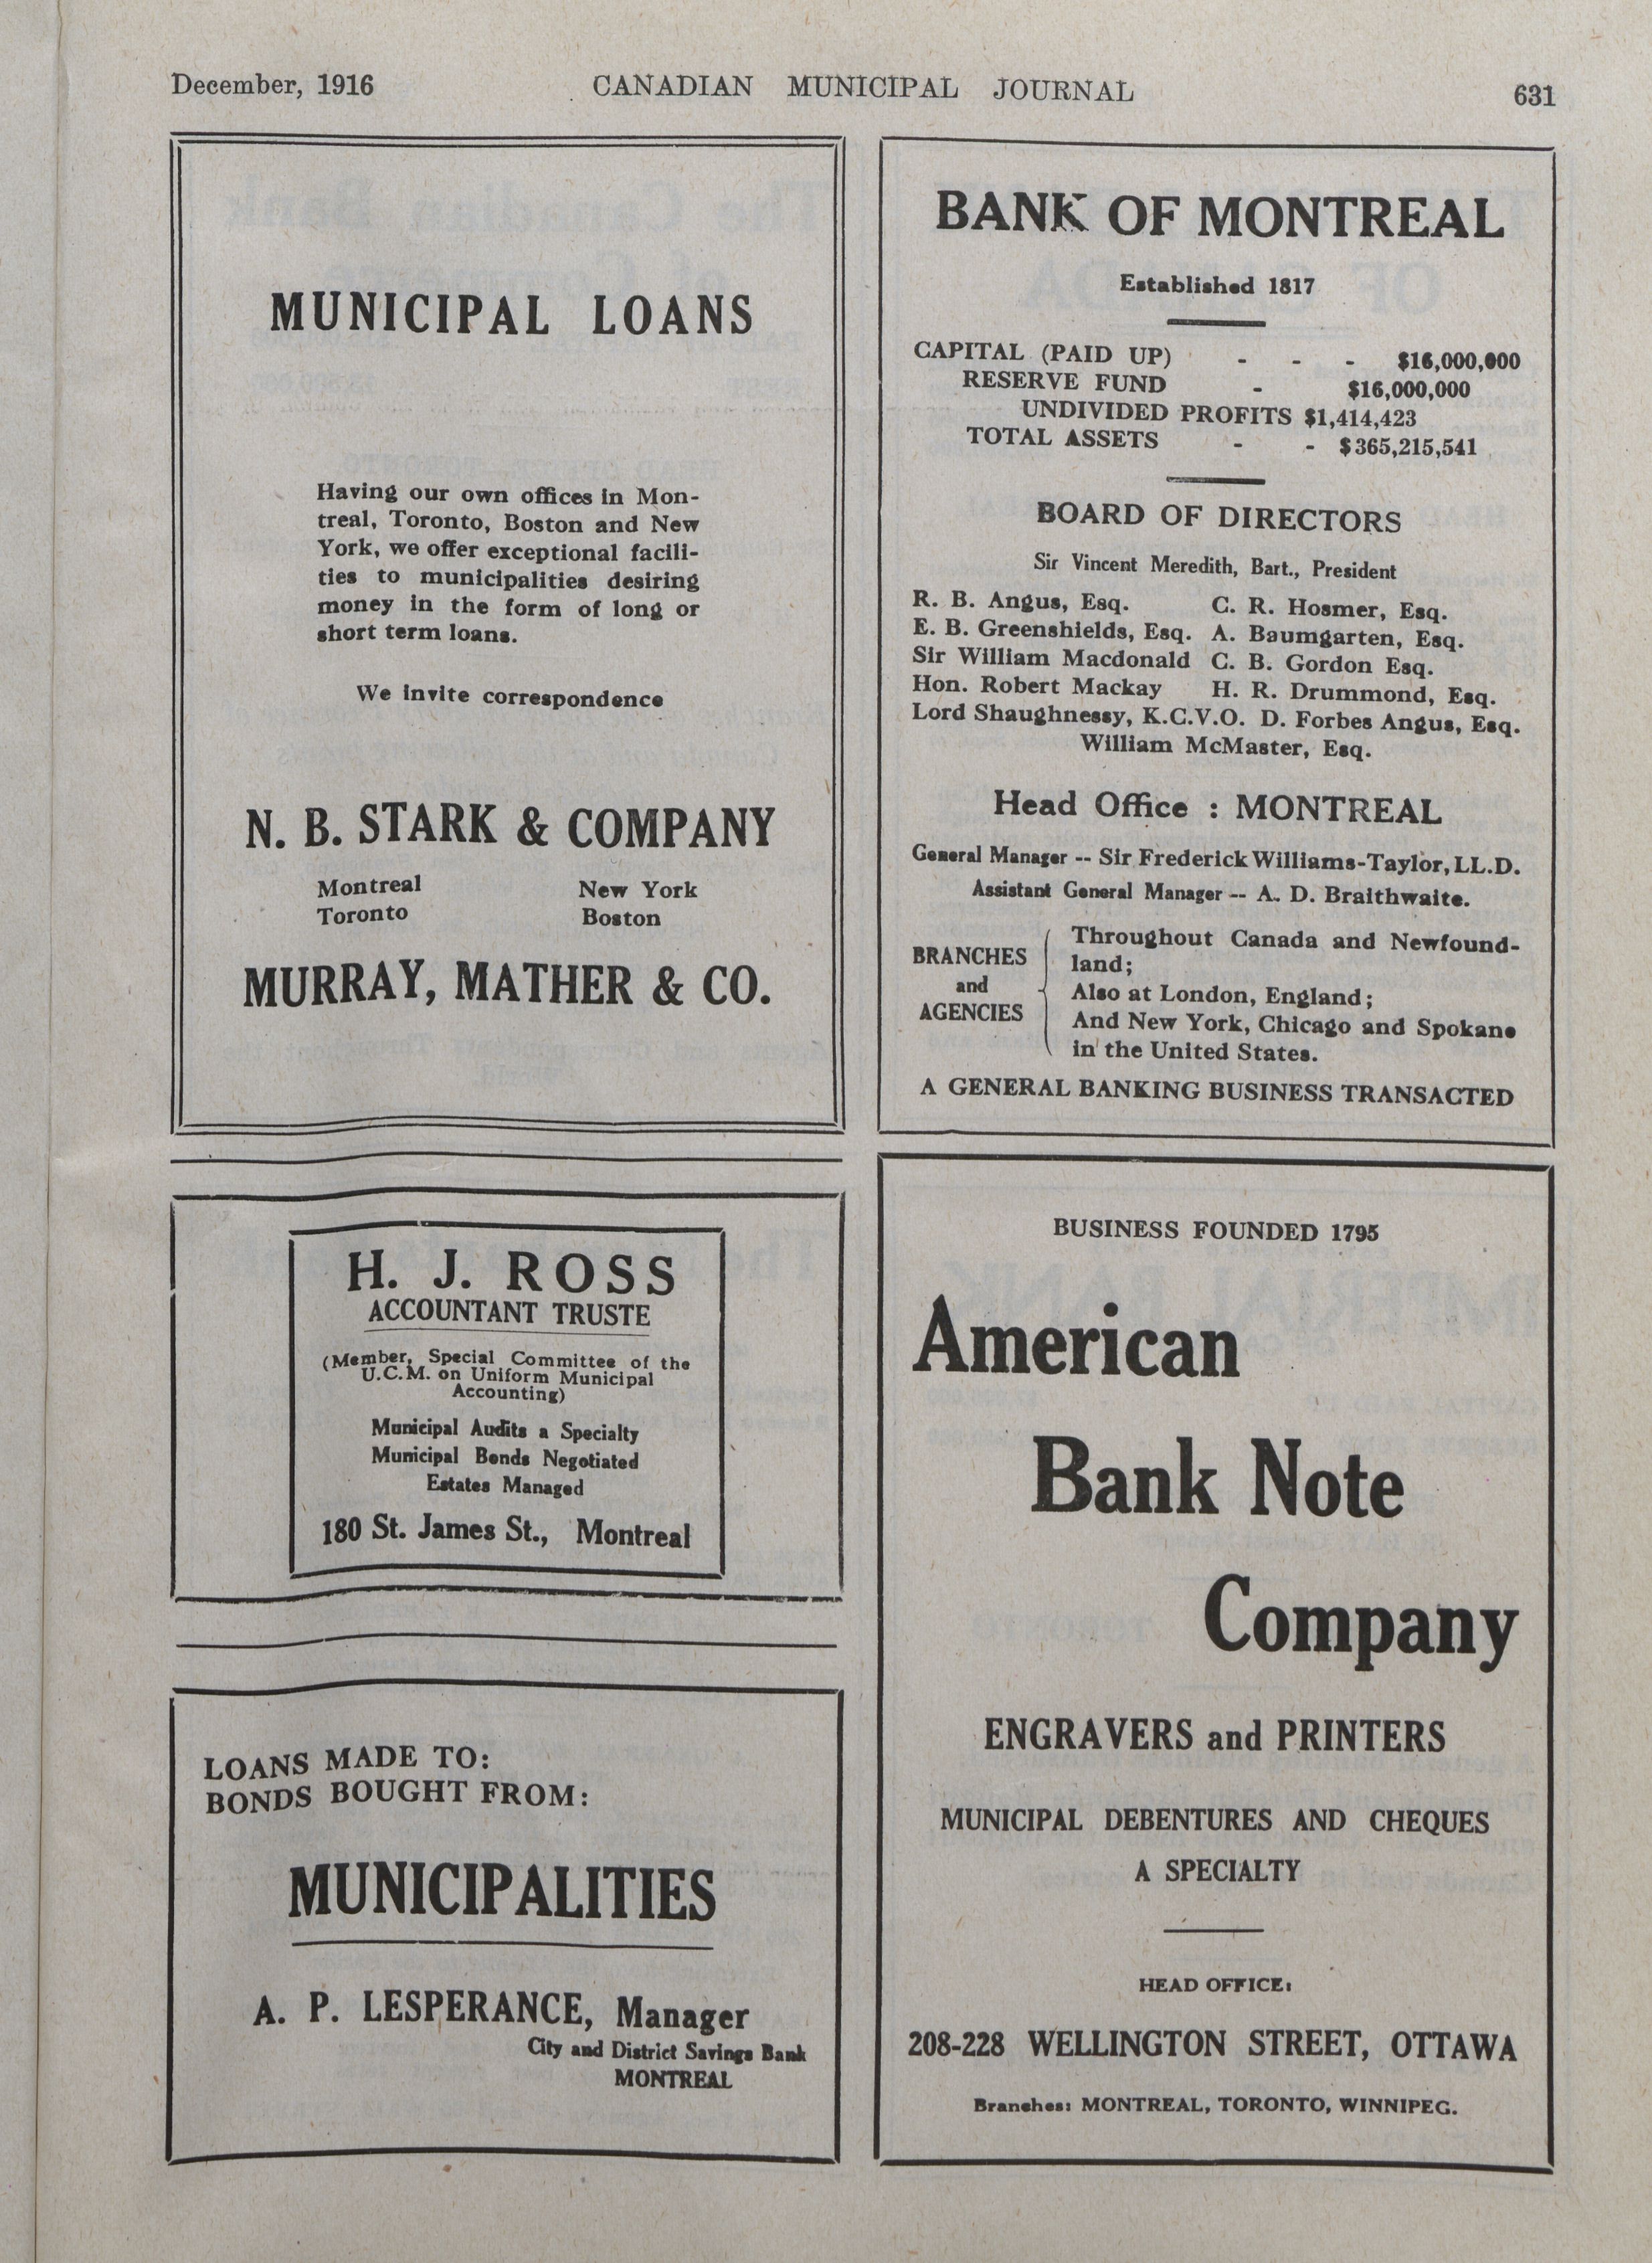 December, 1916 CANADIAN MUNICIPAL JOURNAL 631
MUNICIPAL LOANS
Having our own offices in Mon-
treal, Toronto, Boston and New
York, we offer exceptional facili-
ties to municipalities desiring
money in the form of long or
short term loans.
We invite correspondence
N. B. STARK & COMPANY
Montreal New York
Toronto Boston
MURRAY, MATHER & CO.
H. J. ROSS
ACCOUNTANT TRUSTE
(Member, Special Committee of the
U.C.M. on Uniform Municipal
Accounting)
Municipal Audits a Specialty
Municipal Bonds Negotiated
Estates Managed
180 St. James St., Montreal
LOANS MADE TO:
BONDS BOUGHT FROM:
MUNICIPALITIES
A. P. LESPERANCE, Manager
City and District Savings Bank
MONTREAL
BANK OF MONTREAL
Established 1817
CAPITAL (PAID UP) - - - $16,000,000
RESERVE FUND - $16,000,000
UNDIVIDED PROFITS $1,414,423
TOTAL ASSETS - - $365,215,541
BOARD OF DIRECTORS
Sir Vincent Meredith, Bart., President
R. B. Angus, Esq. C. R. Hosmer, Esq.
E. B. Greenshields, Esq. A. Baumgarten, Esq.
Sir William Macdonald C. B. Gordon Esq.
Hon. Robert Mackay H. R. Drummond, Esq.
Lord Shaughnessy, K.C.V.O. D. Forbes Angus, Esq.
William McMaster, Esq.
Head Office : MONTREAL
General Manager -- Sir Frederick Williams-Taylor, LL.D.
Assistant General Manager -- A. D. Braithwaite.
BRANCHES
and
AGENCIES
Throughout Canada and Newfound-
land;
Also at London, England;
And New York, Chicago and Spokane
in the United States.
A GENERAL BANKING BUSINESS TRANSACTED
BUSINESS FOUNDED 1795
American
Bank Note
Company
ENGRAVERS and PRINTERS
MUNICIPAL DEBENTURES AND CHEQUES
A SPECIALTY
HEAD OFFICE:
208-228 WELLINGTON STREET, OTTAWA
Branches: MONTREAL, TORONTO, WINNIPEG.